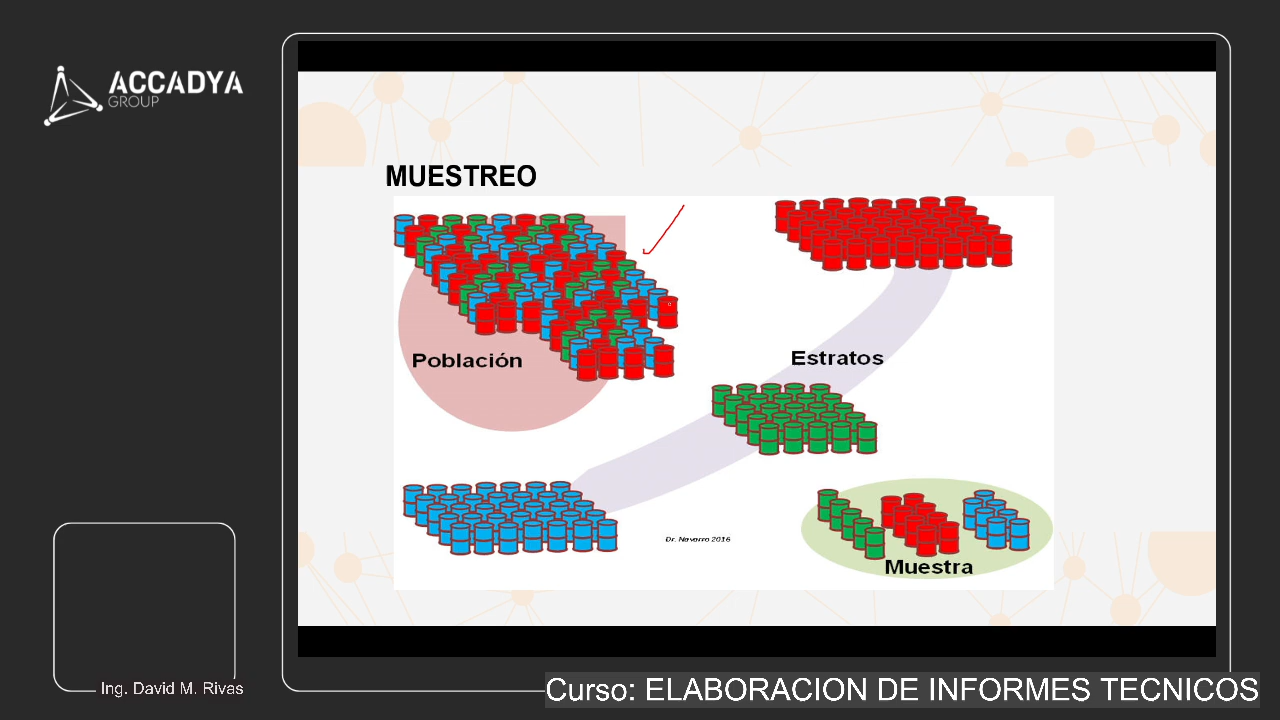 ACCADYA
GROUP
MUESTREO
Población
Estratos
Dr. Navarro 2016
Muestra
Ing. David M. Rivas
Curso: ELABORACION DE INFORMES TECNICOS